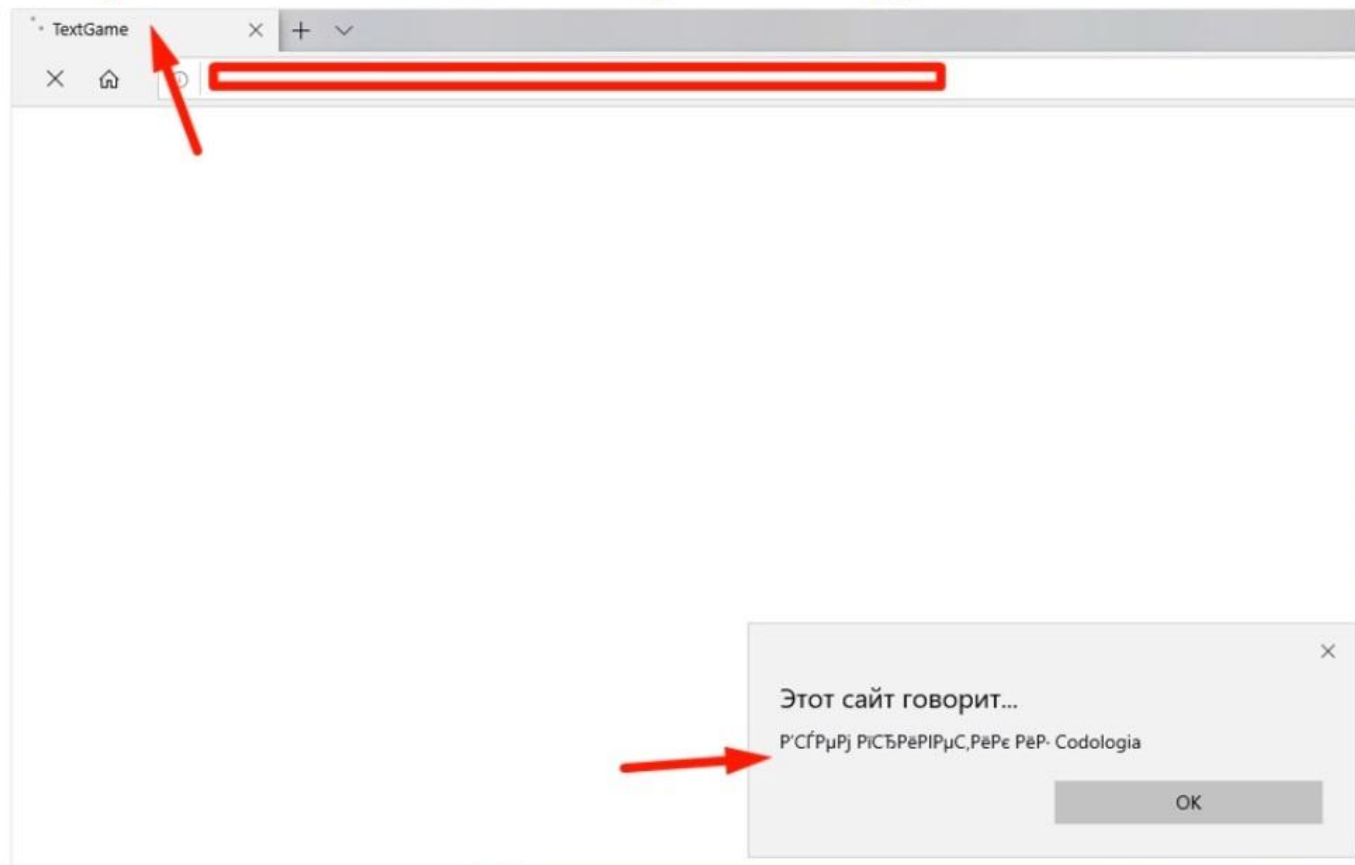 TextGame
Этот сайт говорит...
Р’СЃРµРј РїСЂРёРІРµС‚РёРє РёР· Codologia
OK